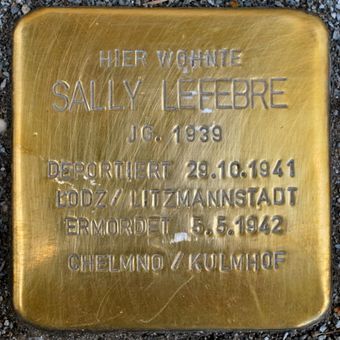 HIER WOHNTE
SALLY LEFEBRE
JG. 1939
DEPORTIERT 29.10.1941
LODZ / LITZMANNSTADT
ERMORDET 5.5.1942
CHELMNO / KULMHOF